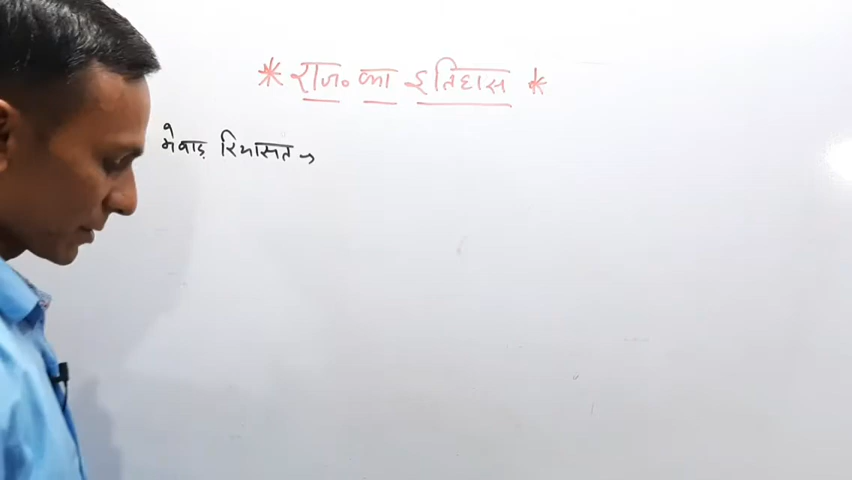 * राज० का इतिहास *
मेवाड़ रियासत →